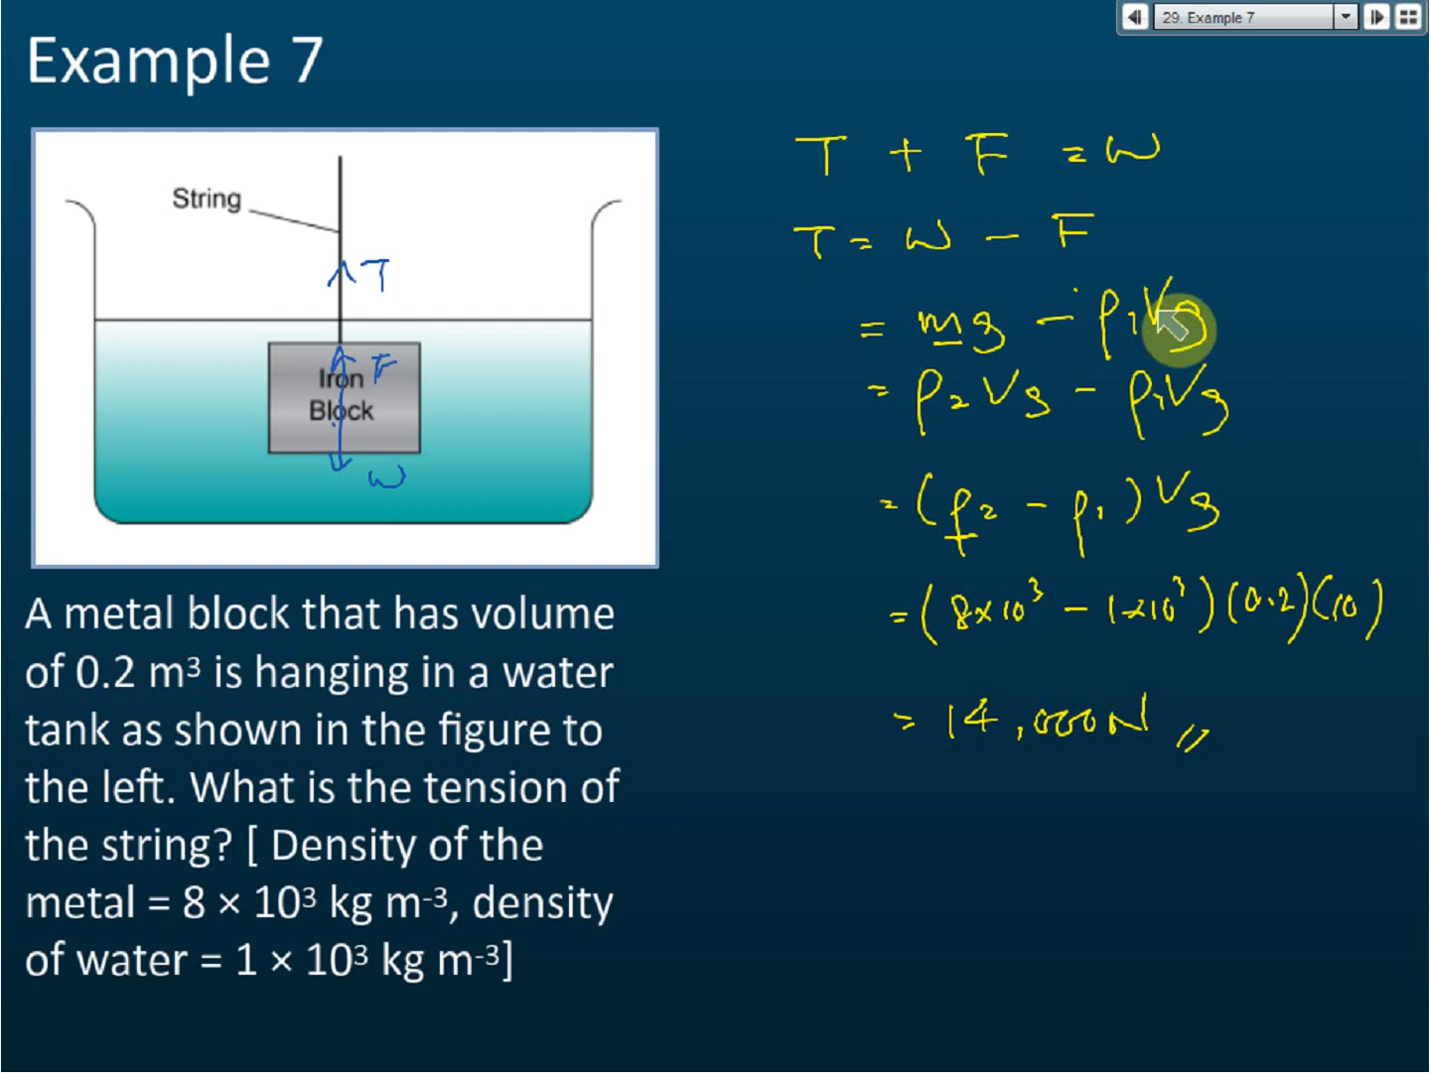 29. Example 7
Example 7
String
T
Iron F
Block
W
T + F = W
T = W - F
= mg - ρ₁Vg
= ρ₂Vg - ρ₁Vg
= (ρ₂ - ρ₁)Vg
= (8×10³ - 1×10³)(0.2)(10)
= 14,000N //
A metal block that has volume
of 0.2 m³ is hanging in a water
tank as shown in the figure to
the left. What is the tension of
the string? [ Density of the
metal = 8 × 10³ kg m⁻³, density
of water = 1 × 10³ kg m⁻³]